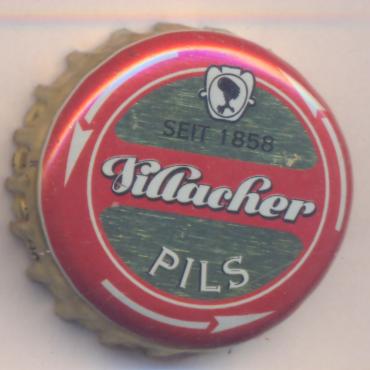 SEIT 1858
Villacher
PILS